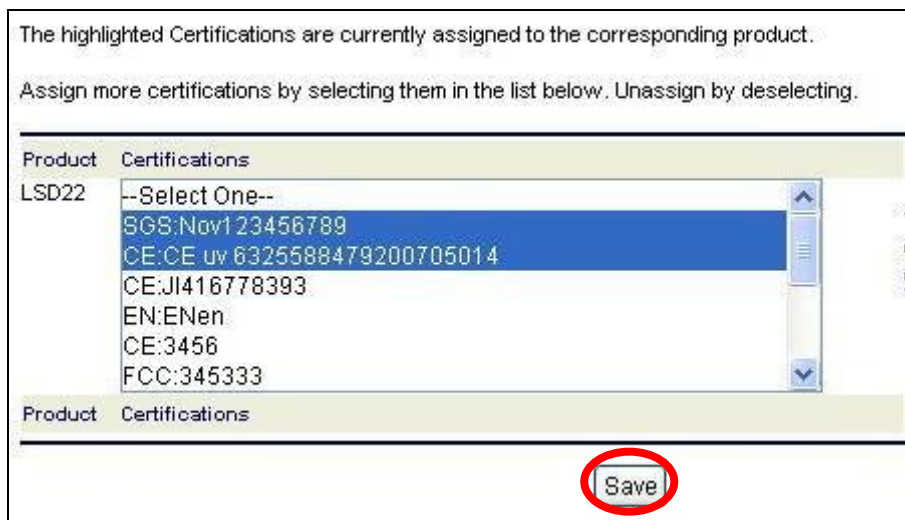 The highlighted Certifications are currently assigned to the corresponding product.
Assign more certifications by selecting them in the list below. Unassign by deselecting.
Product Certifications
LSD22 --Select One--
SGS:Nov123456789
CE:CE uv 6325588479200705014
CE:JI416778393
EN:ENen
CE:3456
FCC:345333
Product Certifications
Save